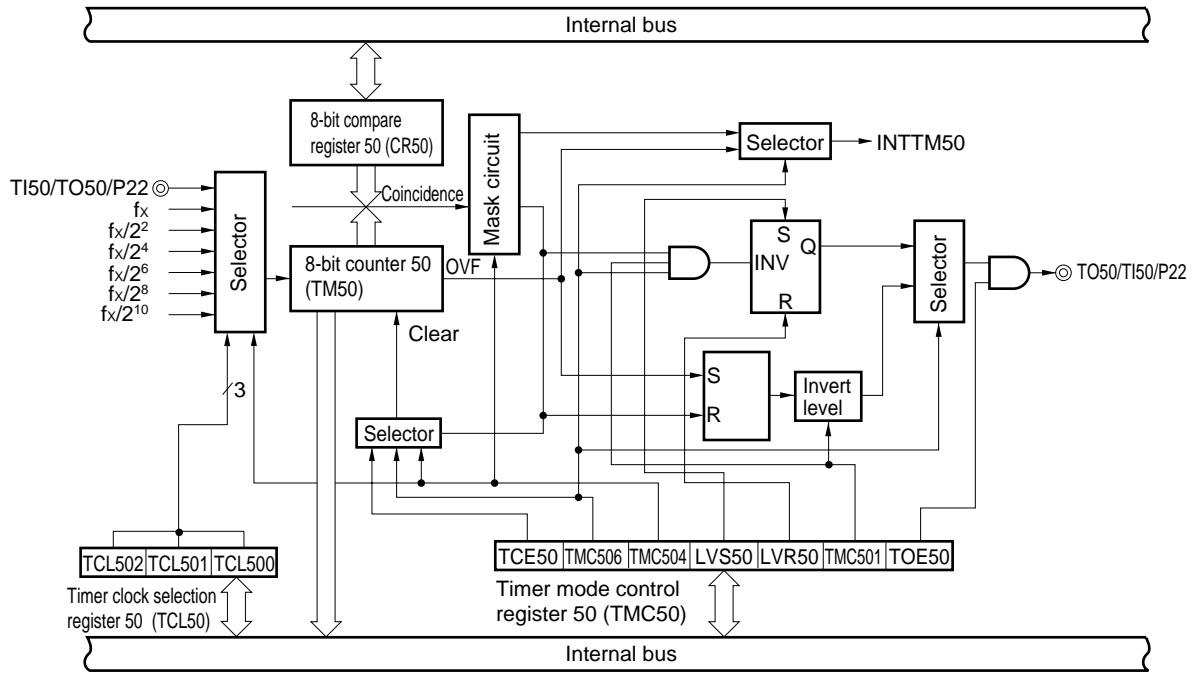 Internal bus
8-bit compare
register 50 (CR50)
Mask circuit
Selector
INTTM50
TI50/TO50/P22
fX
fX/2²
fX/2⁴
fX/2⁶
fX/2⁸
fX/2¹⁰
Selector
Coincidence
8-bit counter 50
(TM50)
OVF
Clear
S
Q
INV
R
Selector
TO50/TI50/P22
3
S
R
Invert
level
Selector
TCL502 TCL501 TCL500
Timer clock selection
register 50 (TCL50)
TCE50 TMC506 TMC504 LVS50 LVR50 TMC501 TOE50
Timer mode control
register 50 (TMC50)
Internal bus